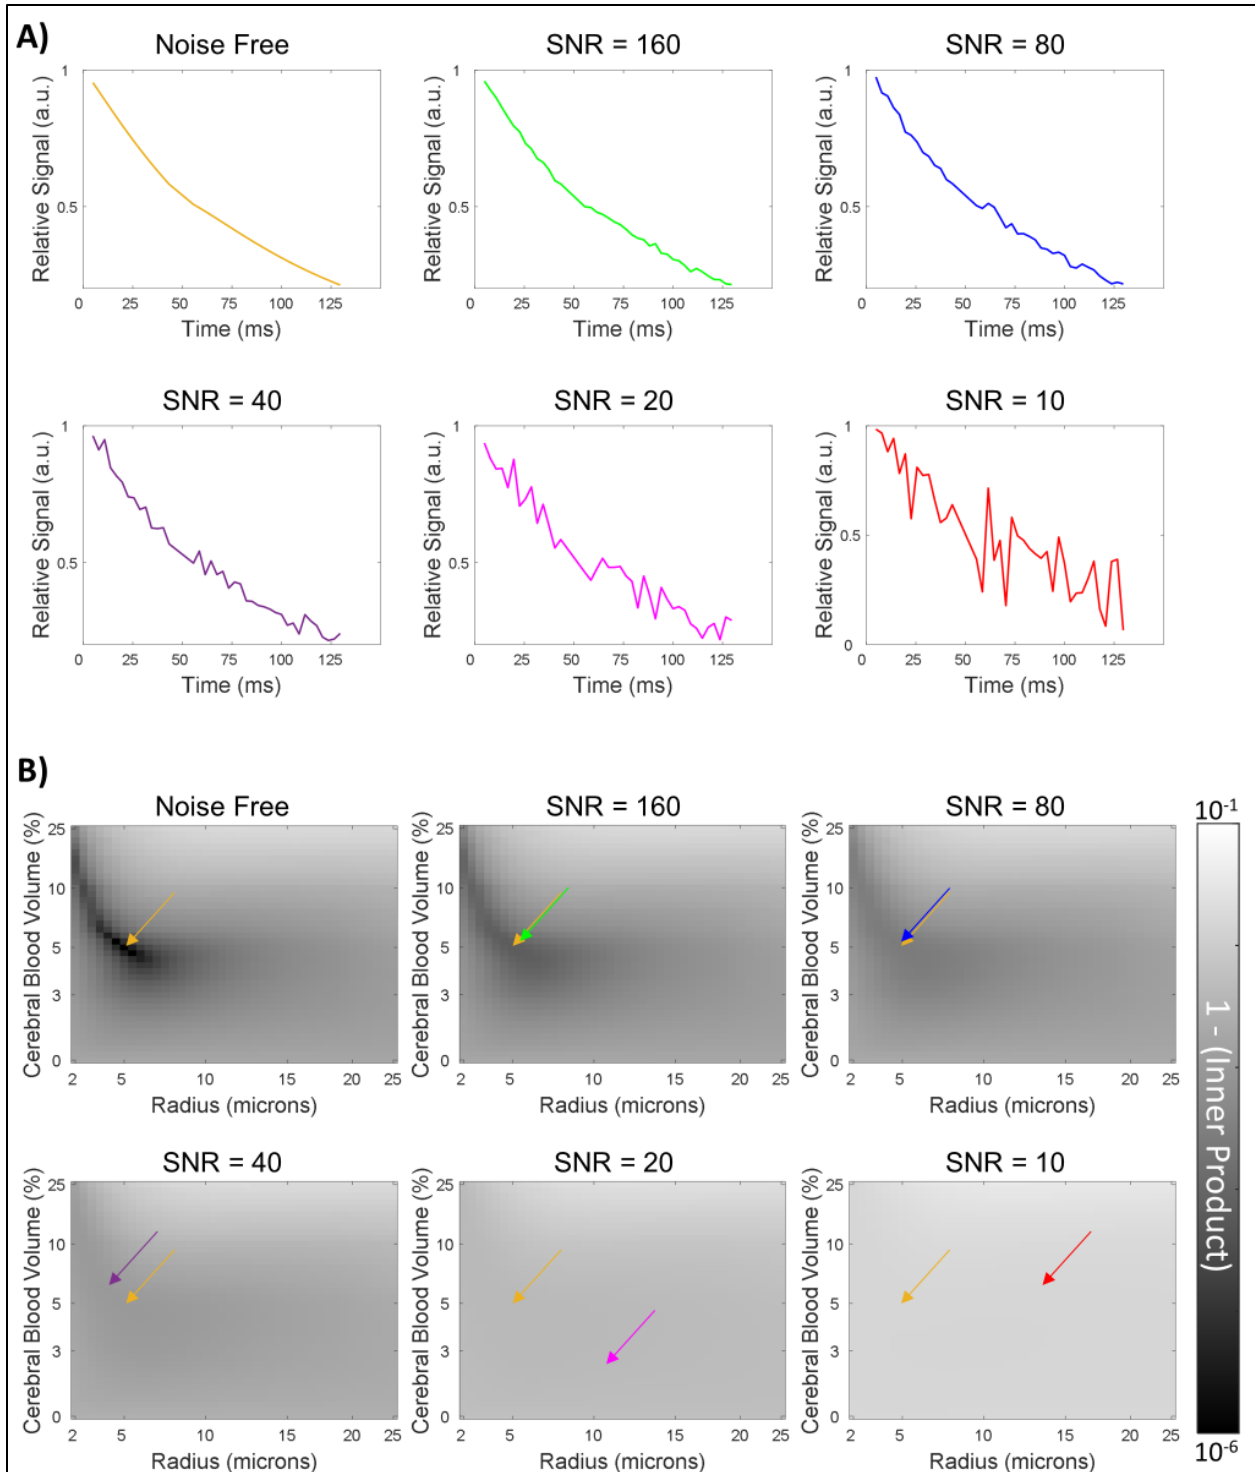 A)
Noise Free
SNR = 160
SNR = 80
Relative Signal (a.u.)
1
0.5
0 25 50 75 100 125
Time (ms)
Relative Signal (a.u.)
1
0.5
0 25 50 75 100 125
Time (ms)
Relative Signal (a.u.)
1
0.5
0 25 50 75 100 125
Time (ms)
SNR = 40
SNR = 20
SNR = 10
Relative Signal (a.u.)
1
0.5
0 25 50 75 100 125
Time (ms)
Relative Signal (a.u.)
1
0.5
0 25 50 75 100 125
Time (ms)
Relative Signal (a.u.)
1
0.5
0
0 25 50 75 100 125
Time (ms)
B)
Noise Free
SNR = 160
SNR = 80
Cerebral Blood Volume (%)
25
10
5
3
0
2 5 10 15 20 25
Radius (microns)
Cerebral Blood Volume (%)
25
10
5
3
0
2 5 10 15 20 25
Radius (microns)
Cerebral Blood Volume (%)
25
10
5
3
0
2 5 10 15 20 25
Radius (microns)
SNR = 40
SNR = 20
SNR = 10
Cerebral Blood Volume (%)
25
10
5
3
0
2 5 10 15 20 25
Radius (microns)
Cerebral Blood Volume (%)
25
10
5
3
0
2 5 10 15 20 25
Radius (microns)
Cerebral Blood Volume (%)
25
10
5
3
0
2 5 10 15 20 25
Radius (microns)
10⁻¹
1 - (Inner Product)
10⁻⁶